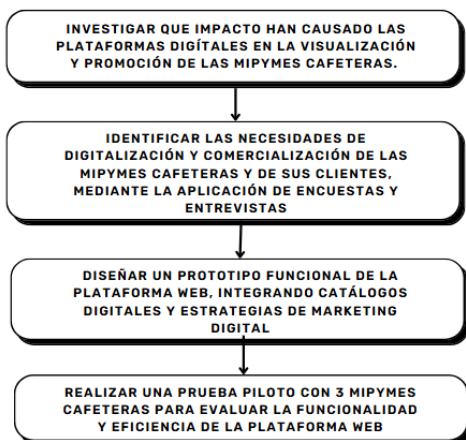 INVESTIGAR QUE IMPACTO HAN CAUSADO LAS
PLATAFORMAS DIGÍTALES EN LA VISUALIZACIÓN
Y PROMOCIÓN DE LAS MIPYMES CAFETERAS.
IDENTIFICAR LAS NECESIDADES DE
DIGITALIZACIÓN Y COMERCIALIZACIÓN DE LAS
MIPYMES CAFETERAS Y DE SUS CLIENTES,
MEDIANTE LA APLICACIÓN DE ENCUESTAS Y
ENTREVISTAS
DISEÑAR UN PROTOTIPO FUNCIONAL DE LA
PLATAFORMA WEB, INTEGRANDO CATÁLOGOS
DIGITALES Y ESTRATEGIAS DE MARKETING
DIGITAL
REALIZAR UNA PRUEBA PILOTO CON 3 MIPYMES
CAFETERAS PARA EVALUAR LA FUNCIONALIDAD
Y EFICIENCIA DE LA PLATAFORMA WEB